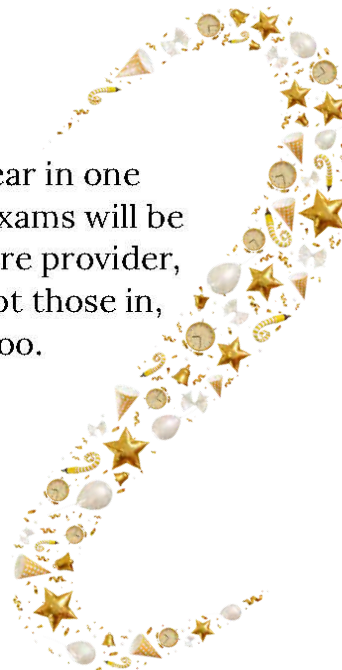 ear in one
xams will be
re provider,
ot those in,
oo.